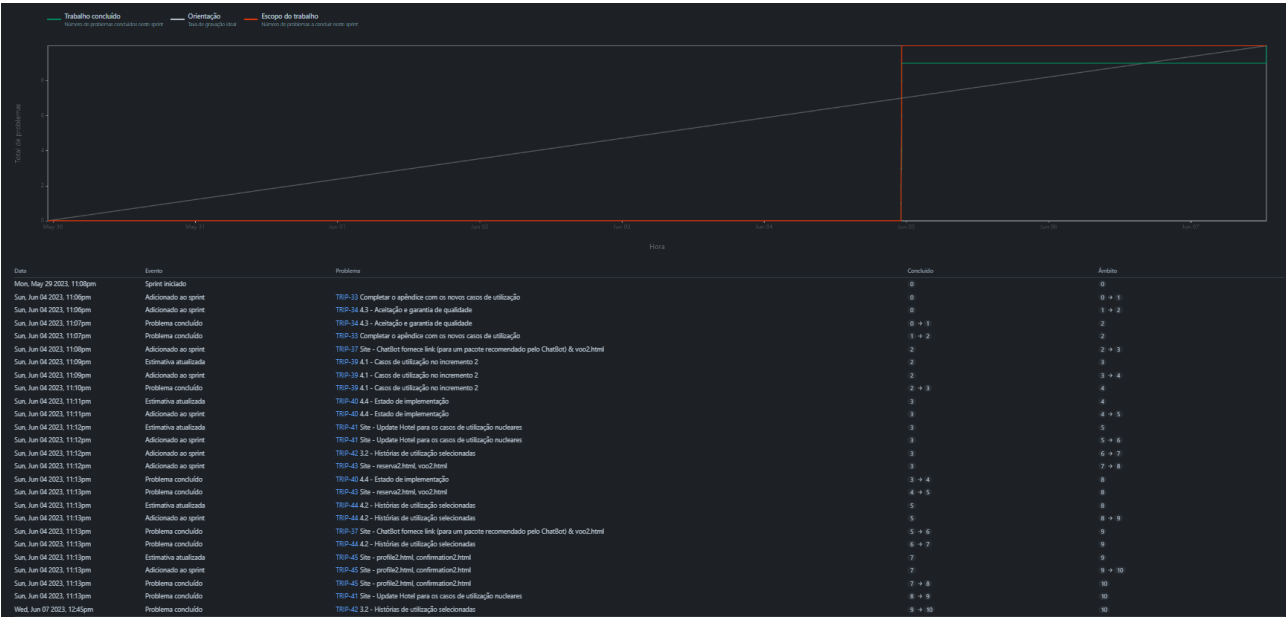 Trabalho concluído
Número de problemas concluídos neste sprint
Orientação
Taxa de gravação ideal
Escopo do trabalho
Número de problemas a concluir neste sprint
Total de problemas
8
6
4
2
0
May 30 May 31 Jun 01 Jun 02 Jun 03 Jun 04 Jun 05 Jun 06 Jun 07
Hora
Data Evento Problema Concluído Âmbito
Mon, May 29 2023, 11:08pm Sprint iniciado 0 0
Sun, Jun 04 2023, 11:06pm Adicionado ao sprint TRIP-33 Completar o apêndice com os novos casos de utilização 0 0 → 1
Sun, Jun 04 2023, 11:06pm Adicionado ao sprint TRIP-34 4.3 - Aceitação e garantia de qualidade 0 1 → 2
Sun, Jun 04 2023, 11:07pm Problema concluído TRIP-34 4.3 - Aceitação e garantia de qualidade 0 → 1 2
Sun, Jun 04 2023, 11:07pm Problema concluído TRIP-33 Completar o apêndice com os novos casos de utilização 1 → 2 2
Sun, Jun 04 2023, 11:08pm Adicionado ao sprint TRIP-37 Site - ChatBot fornece link (para um pacote recomendado pelo ChatBot) & voo2.html 2 2 → 3
Sun, Jun 04 2023, 11:09pm Estimativa atualizada TRIP-39 4.1 - Casos de utilização no incremento 2 2 3
Sun, Jun 04 2023, 11:09pm Adicionado ao sprint TRIP-39 4.1 - Casos de utilização no incremento 2 2 3 → 4
Sun, Jun 04 2023, 11:10pm Problema concluído TRIP-39 4.1 - Casos de utilização no incremento 2 2 → 3 4
Sun, Jun 04 2023, 11:11pm Estimativa atualizada TRIP-40 4.4 - Estado de implementação 3 4
Sun, Jun 04 2023, 11:11pm Adicionado ao sprint TRIP-40 4.4 - Estado de implementação 3 4 → 5
Sun, Jun 04 2023, 11:12pm Estimativa atualizada TRIP-41 Site - Update Hotel para os casos de utilização nucleares 3 5
Sun, Jun 04 2023, 11:12pm Adicionado ao sprint TRIP-41 Site - Update Hotel para os casos de utilização nucleares 3 5 → 6
Sun, Jun 04 2023, 11:12pm Adicionado ao sprint TRIP-42 3.2 - Histórias de utilização selecionadas 3 6 → 7
Sun, Jun 04 2023, 11:12pm Adicionado ao sprint TRIP-43 Site - reserva2.html, voo2.html 3 7 → 8
Sun, Jun 04 2023, 11:13pm Problema concluído TRIP-40 4.4 - Estado de implementação 3 → 4 8
Sun, Jun 04 2023, 11:13pm Problema concluído TRIP-43 Site - reserva2.html, voo2.html 4 → 5 8
Sun, Jun 04 2023, 11:13pm Estimativa atualizada TRIP-44 4.2 - Histórias de utilização selecionadas 5 8
Sun, Jun 04 2023, 11:13pm Adicionado ao sprint TRIP-44 4.2 - Histórias de utilização selecionadas 5 8 → 9
Sun, Jun 04 2023, 11:13pm Problema concluído TRIP-37 Site - ChatBot fornece link (para um pacote recomendado pelo ChatBot) & voo2.html 5 → 6 9
Sun, Jun 04 2023, 11:13pm Problema concluído TRIP-44 4.2 - Histórias de utilização selecionadas 6 → 7 9
Sun, Jun 04 2023, 11:13pm Estimativa atualizada TRIP-45 Site - profile2.html, confirmation2.html 7 9
Sun, Jun 04 2023, 11:13pm Adicionado ao sprint TRIP-45 Site - profile2.html, confirmation2.html 7 9 → 10
Sun, Jun 04 2023, 11:13pm Problema concluído TRIP-45 Site - profile2.html, confirmation2.html 7 → 8 10
Sun, Jun 04 2023, 11:13pm Problema concluído TRIP-41 Site - Update Hotel para os casos de utilização nucleares 8 → 9 10
Wed, Jun 07 2023, 12:45pm Problema concluído TRIP-42 3.2 - Histórias de utilização selecionadas 9 → 10 10